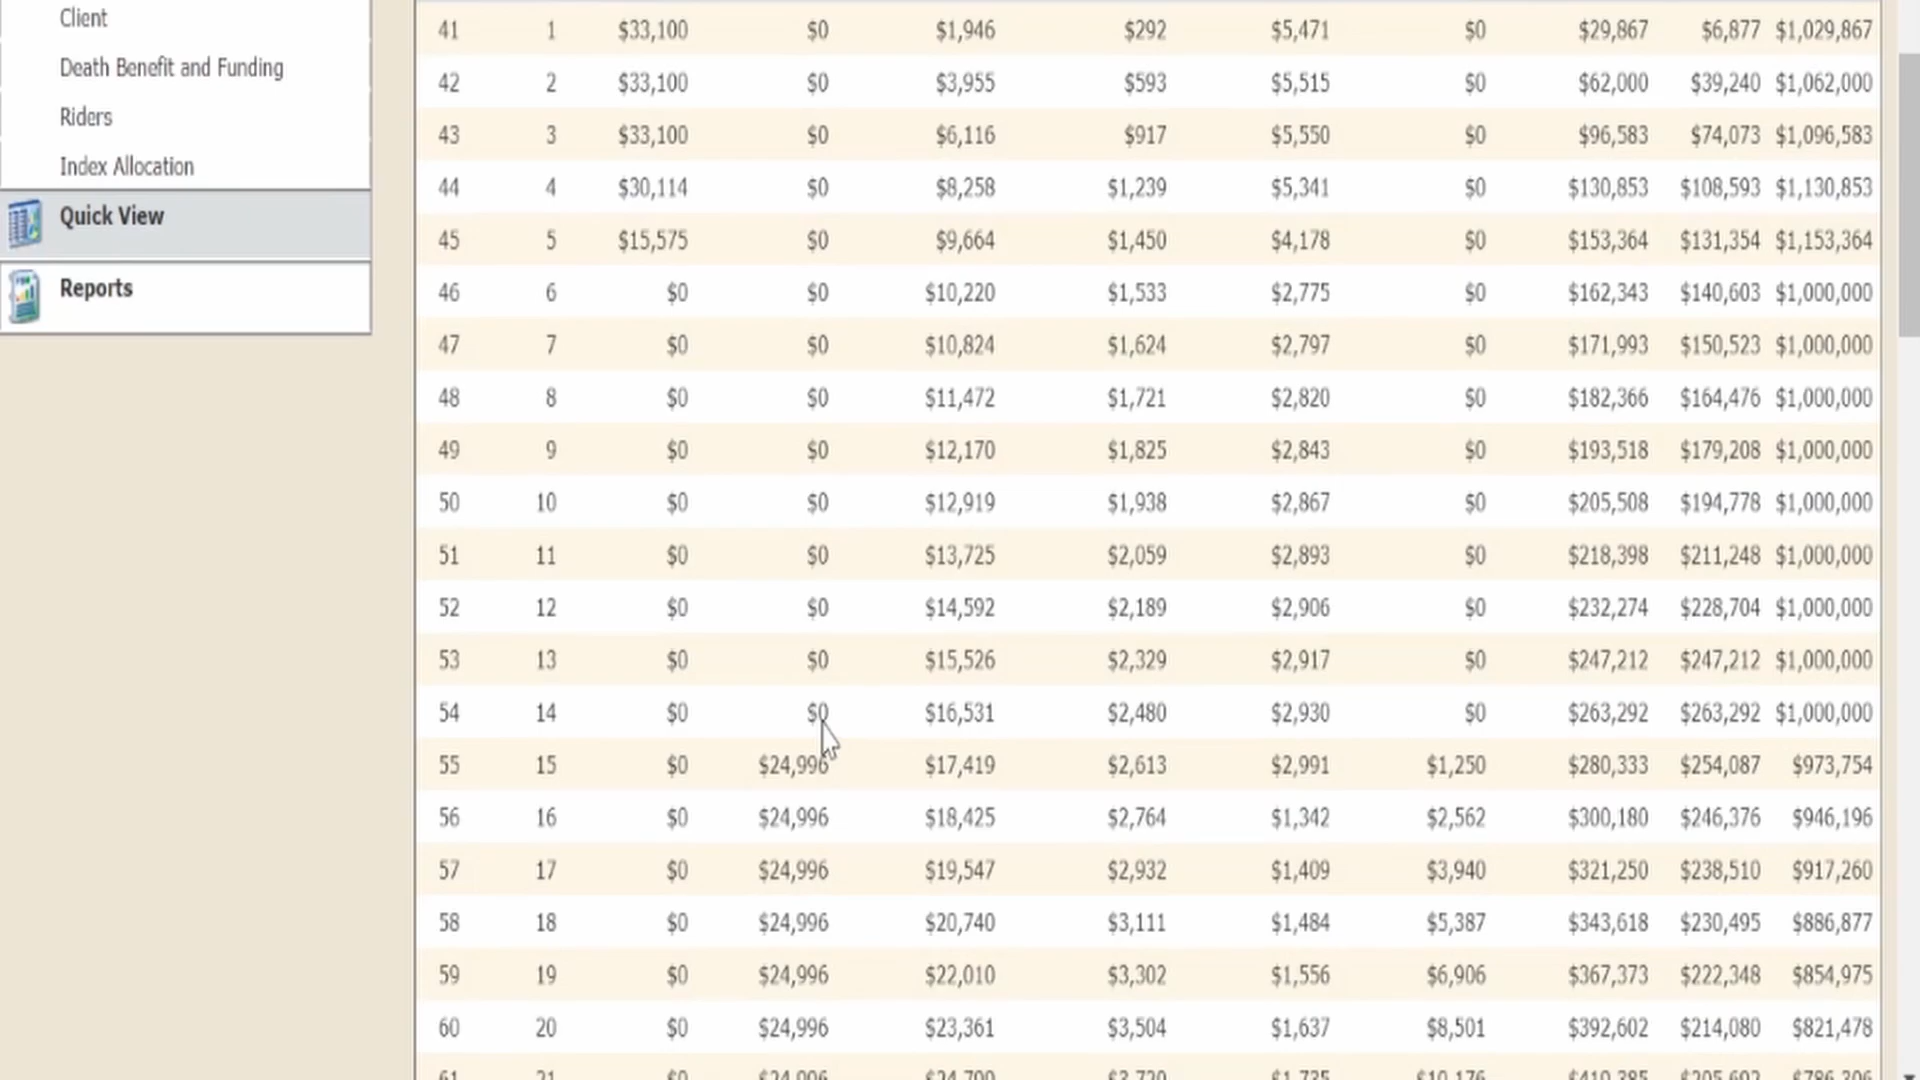 Client
Death Benefit and Funding
Riders
Index Allocation
Quick View
Reports
41 1 $33,100 $0 $1,946 $292 $5,471 $0 $29,867 $6,877 $1,029,867
42 2 $33,100 $0 $3,955 $593 $5,515 $0 $62,000 $39,240 $1,062,000
43 3 $33,100 $0 $6,116 $917 $5,550 $0 $96,583 $74,073 $1,096,583
44 4 $30,114 $0 $8,258 $1,239 $5,341 $0 $130,853 $108,593 $1,130,853
45 5 $15,575 $0 $9,664 $1,450 $4,178 $0 $153,364 $131,354 $1,153,364
46 6 $0 $0 $10,220 $1,533 $2,775 $0 $162,343 $140,603 $1,000,000
47 7 $0 $0 $10,824 $1,624 $2,797 $0 $171,993 $150,523 $1,000,000
48 8 $0 $0 $11,472 $1,721 $2,820 $0 $182,366 $164,476 $1,000,000
49 9 $0 $0 $12,170 $1,825 $2,843 $0 $193,518 $179,208 $1,000,000
50 10 $0 $0 $12,919 $1,938 $2,867 $0 $205,508 $194,778 $1,000,000
51 11 $0 $0 $13,725 $2,059 $2,893 $0 $218,398 $211,248 $1,000,000
52 12 $0 $0 $14,592 $2,189 $2,906 $0 $232,274 $228,704 $1,000,000
53 13 $0 $0 $15,526 $2,329 $2,917 $0 $247,212 $247,212 $1,000,000
54 14 $0 $0 $16,531 $2,480 $2,930 $0 $263,292 $263,292 $1,000,000
55 15 $0 $24,996 $17,419 $2,613 $2,991 $1,250 $280,333 $254,087 $973,754
56 16 $0 $24,996 $18,425 $2,764 $1,342 $2,562 $300,180 $246,376 $946,196
57 17 $0 $24,996 $19,547 $2,932 $1,409 $3,940 $321,250 $238,510 $917,260
58 18 $0 $24,996 $20,740 $3,111 $1,484 $5,387 $343,618 $230,495 $886,877
59 19 $0 $24,996 $22,010 $3,302 $1,556 $6,906 $367,373 $222,348 $854,975
60 20 $0 $24,996 $23,361 $3,504 $1,637 $8,501 $392,602 $214,080 $821,478